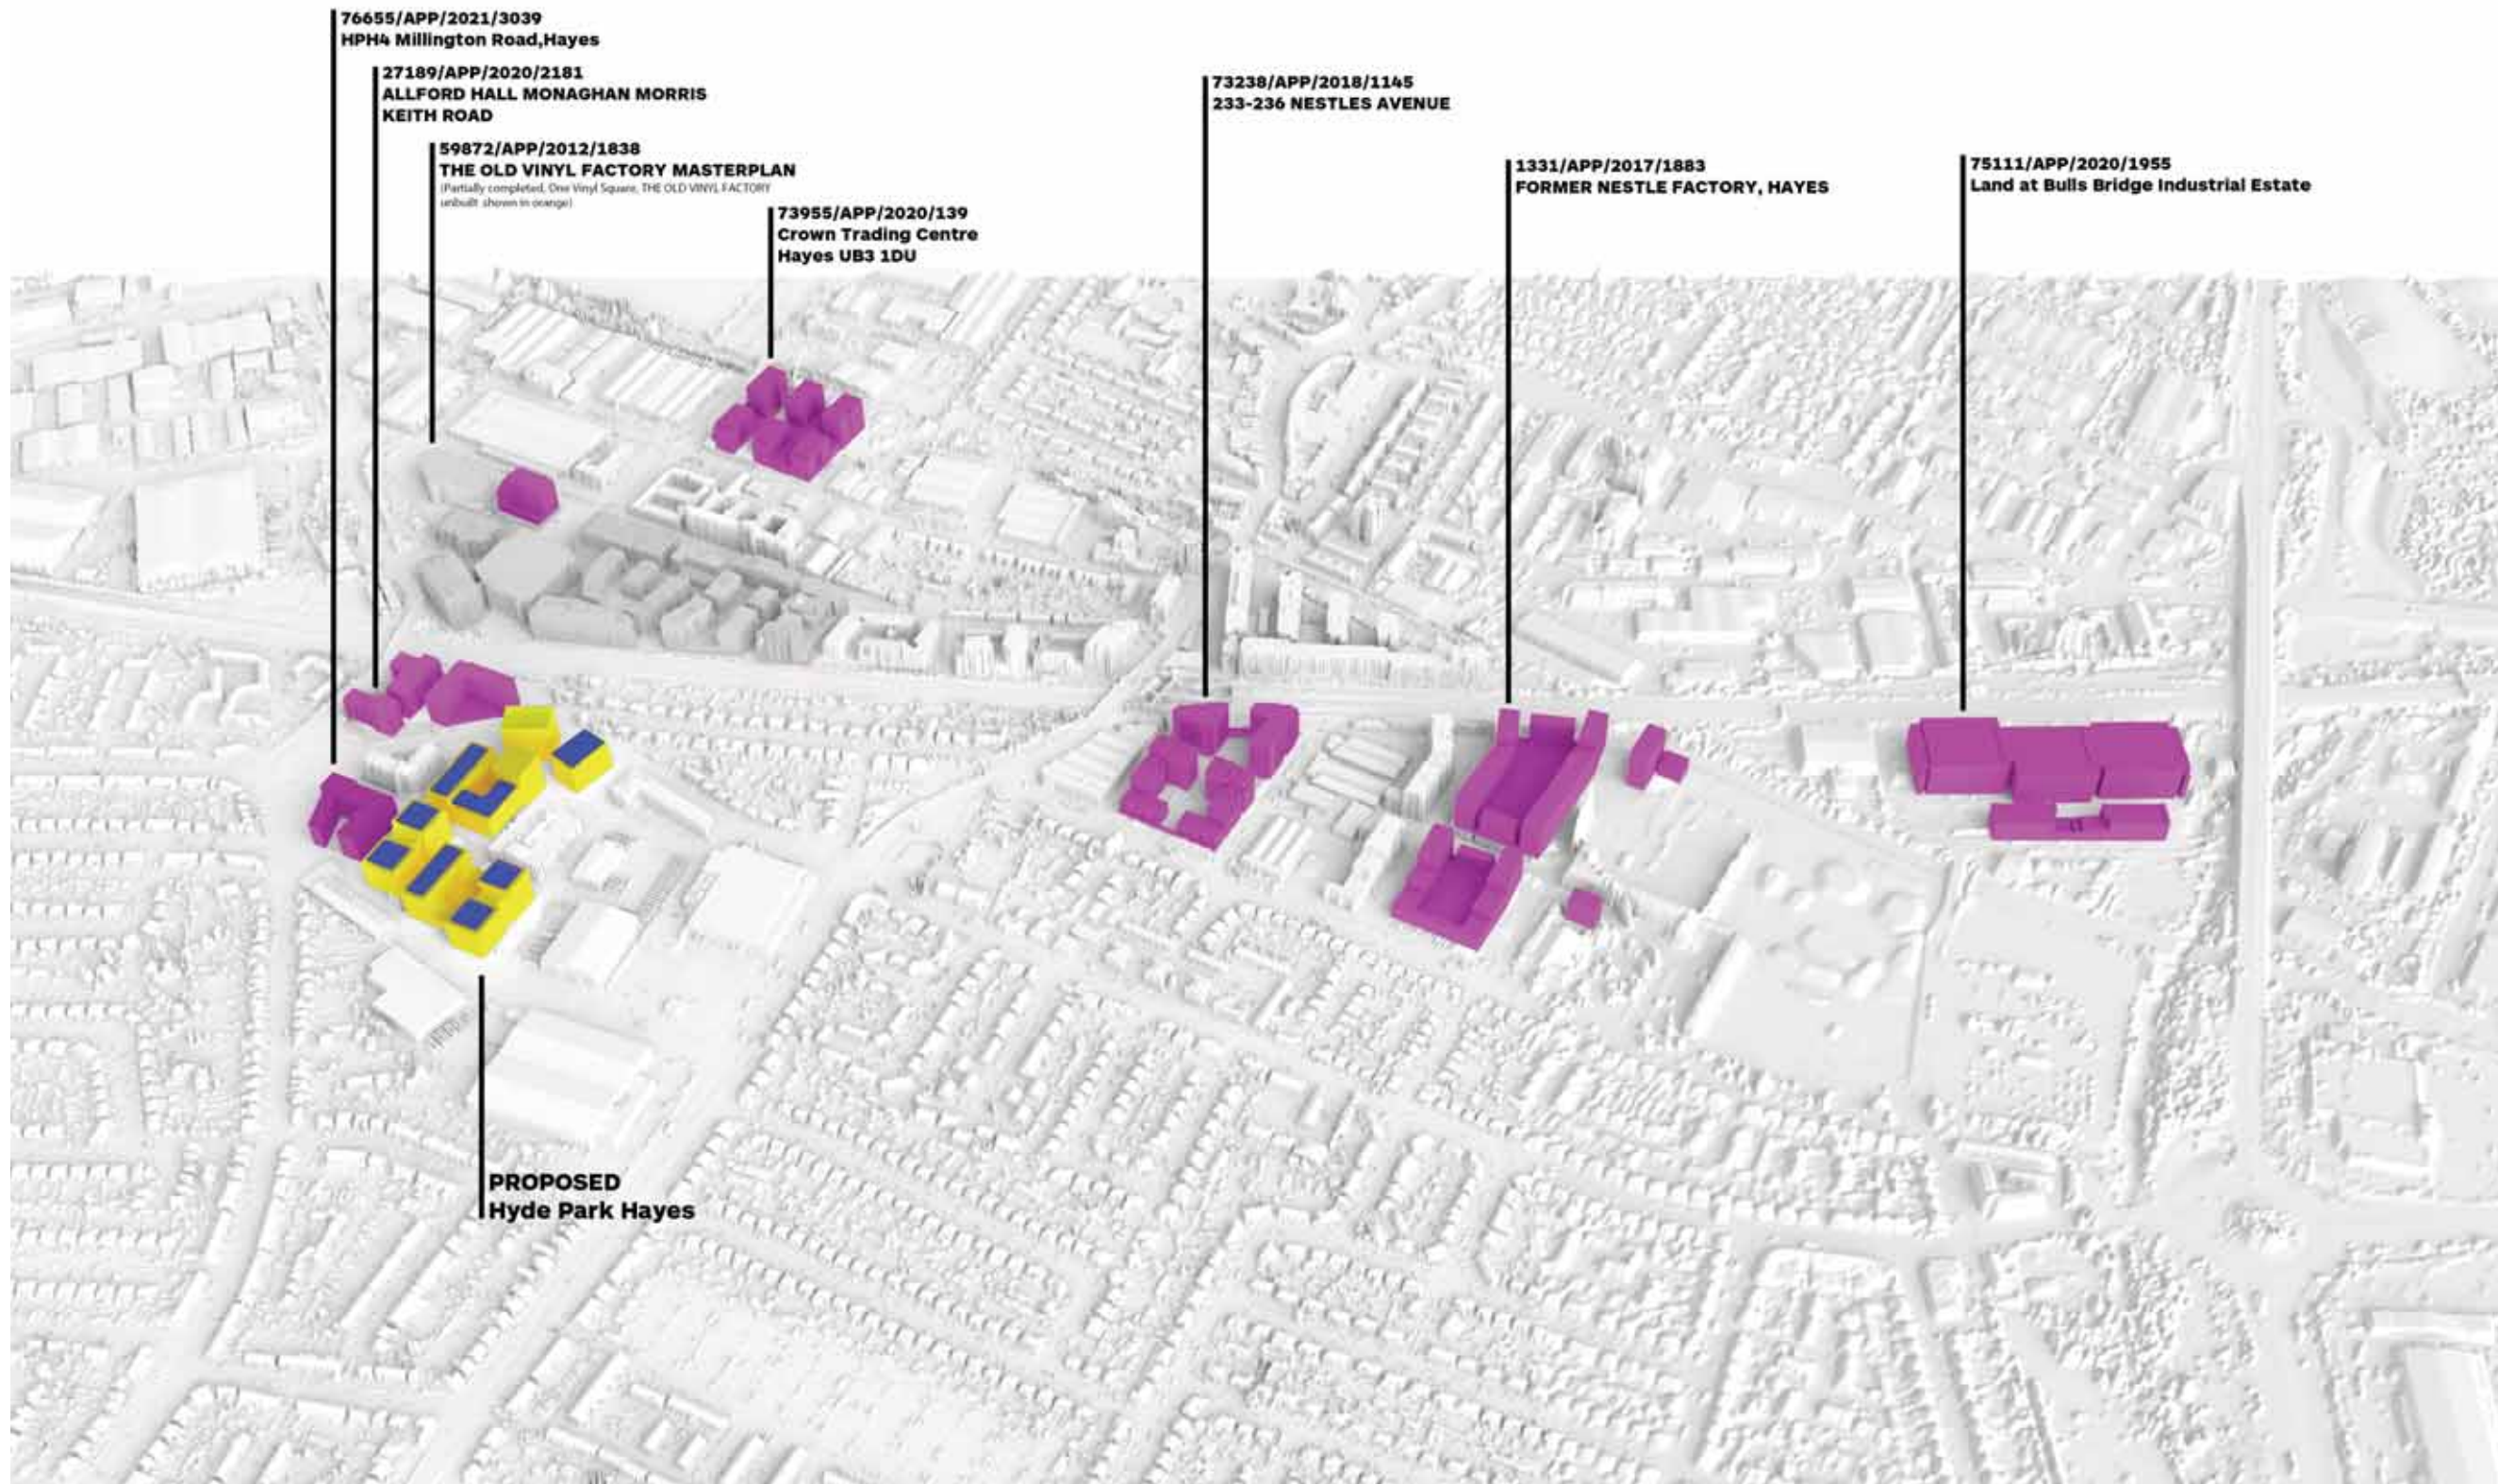 76655/APP/2021/3039
HPH4 Millington Road,Hayes
27189/APP/2020/2181
ALLFORD HALL MONAGHAN MORRIS
KEITH ROAD
59872/APP/2012/1838
THE OLD VINYL FACTORY MASTERPLAN
(Partially completed, One Vinyl Square, THE OLD VINYL FACTORY
unbuilt shown in orange)
73955/APP/2020/139
Crown Trading Centre
Hayes UB3 1DU
73238/APP/2018/1145
233-236 NESTLES AVENUE
1331/APP/2017/1883
FORMER NESTLE FACTORY, HAYES
75111/APP/2020/1955
Land at Bulls Bridge Industrial Estate
PROPOSED
Hyde Park Hayes